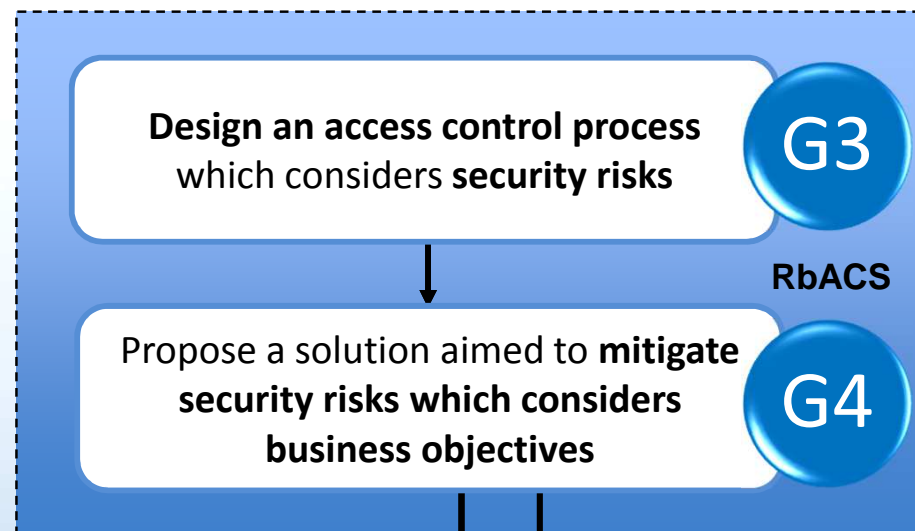 Design an access control process
which considers security risks
G3
RbACS
Propose a solution aimed to mitigate
security risks which considers
business objectives
G4